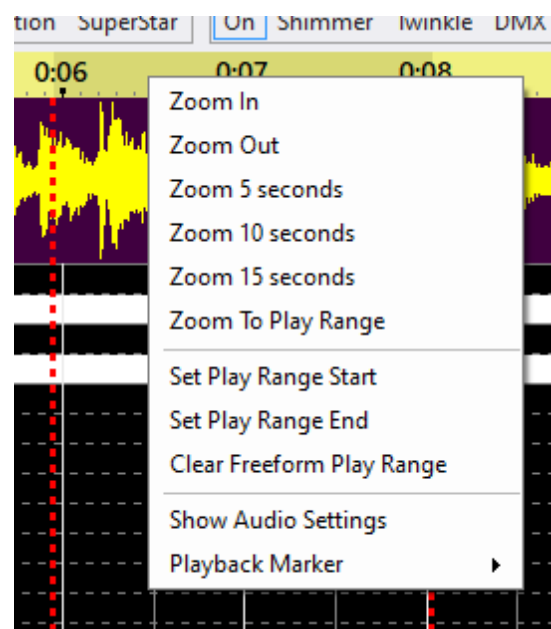 tion SuperStar On Shimmer Twinkle DMX
0:06 0:07 0:08
Zoom In
Zoom Out
Zoom 5 seconds
Zoom 10 seconds
Zoom 15 seconds
Zoom To Play Range
Set Play Range Start
Set Play Range End
Clear Freeform Play Range
Show Audio Settings
Playback Marker